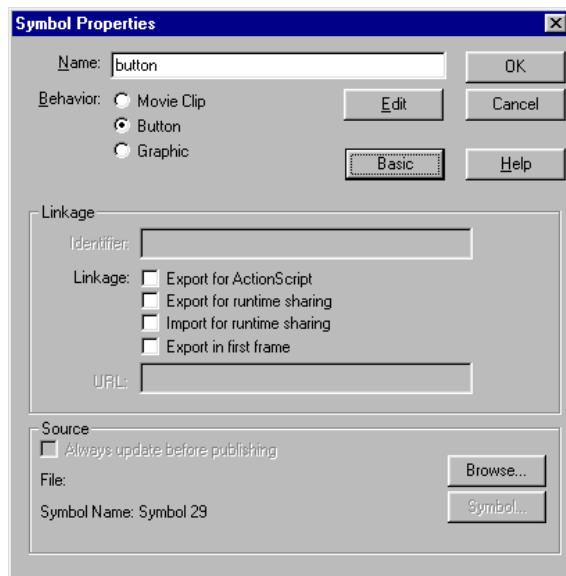 Symbol Properties
Name: button OK
Behavior: Movie Clip Edit Cancel
Button
Graphic Basic Help
Linkage
Identifier:
Linkage: Export for ActionScript
Export for runtime sharing
Import for runtime sharing
Export in first frame
URL:
Source
Always update before publishing
Browse...
File:
Symbol Name: Symbol 29 Symbol...